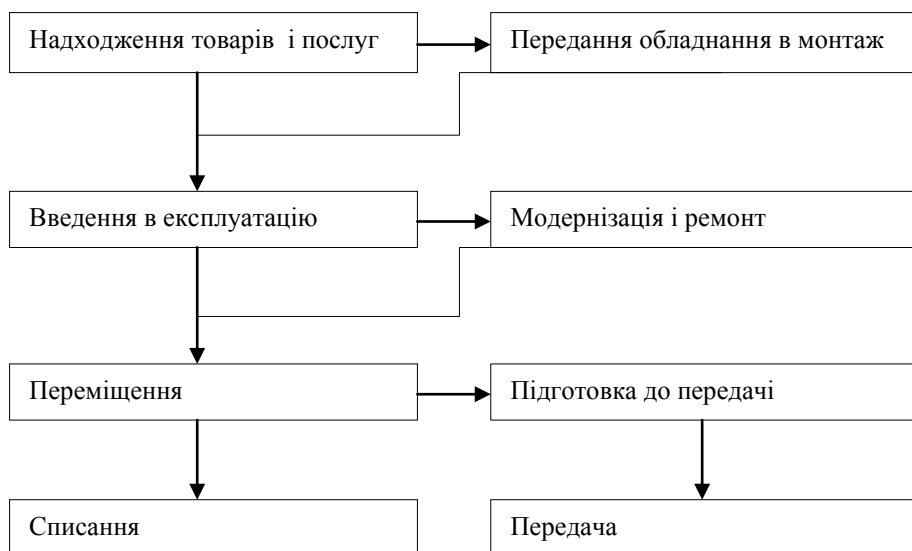 Надходження товарів і послуг
Передання обладнання в монтаж
Введення в експлуатацію
Модернізація і ремонт
Переміщення
Підготовка до передачі
Списання
Передача